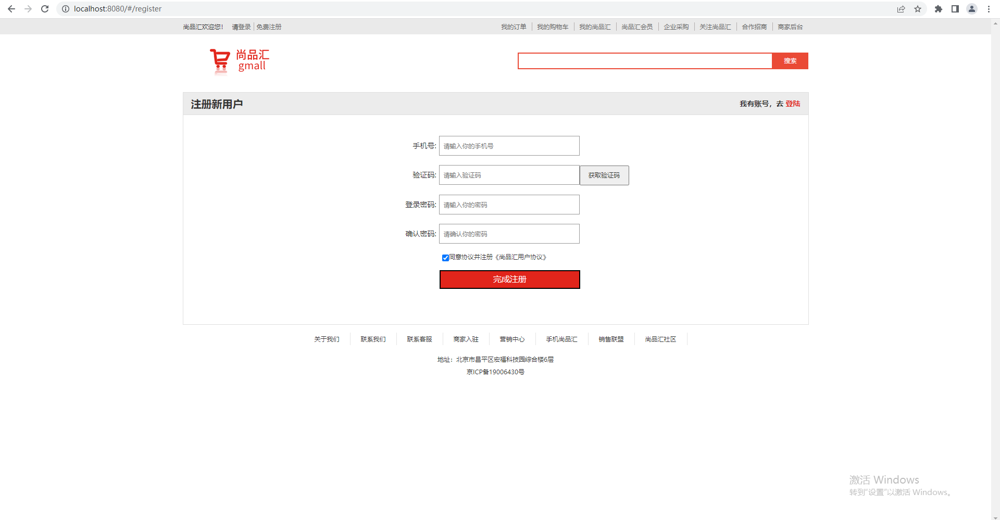 localhost:8080/#/register
尚品汇欢迎您! 请登录 免费注册 我的订单 我的购物车 我的尚品汇 尚品汇会员 企业采购 关注尚品汇 合作招商 商家后台
尚品汇
gmall
搜索
注册新用户 我有账号，去 登陆
手机号: 请输入你的手机号
验证码: 请输入验证码 获取验证码
登录密码: 请输入你的密码
确认密码: 请确认你的密码
同意协议并注册《尚品汇用户协议》
完成注册
关于我们 联系我们 联系客服 商家入驻 营销中心 手机尚品汇 销售联盟 尚品汇社区
地址：北京市昌平区宏福科技园综合楼6层
京ICP备19006430号
激活 Windows
转到"设置"以激活 Windows。